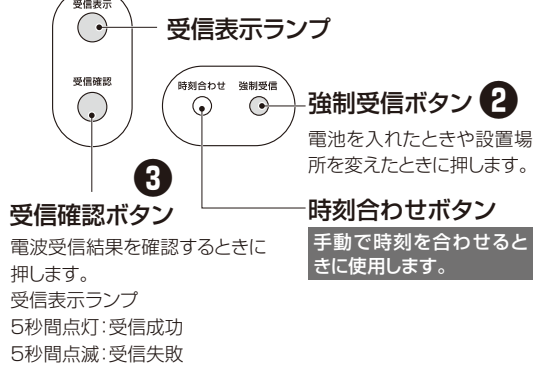 受信表示
受信表示ランプ
受信確認
時刻合わせ 強制受信
強制受信ボタン ❷
電池を入れたときや設置場
所を変えたときに押します。
❸
受信確認ボタン
電波受信結果を確認するときに
押します。
受信表示ランプ
5秒間点灯:受信成功
5秒間点滅:受信失敗
時刻合わせボタン
手動で時刻を合わせると
きに使用します。